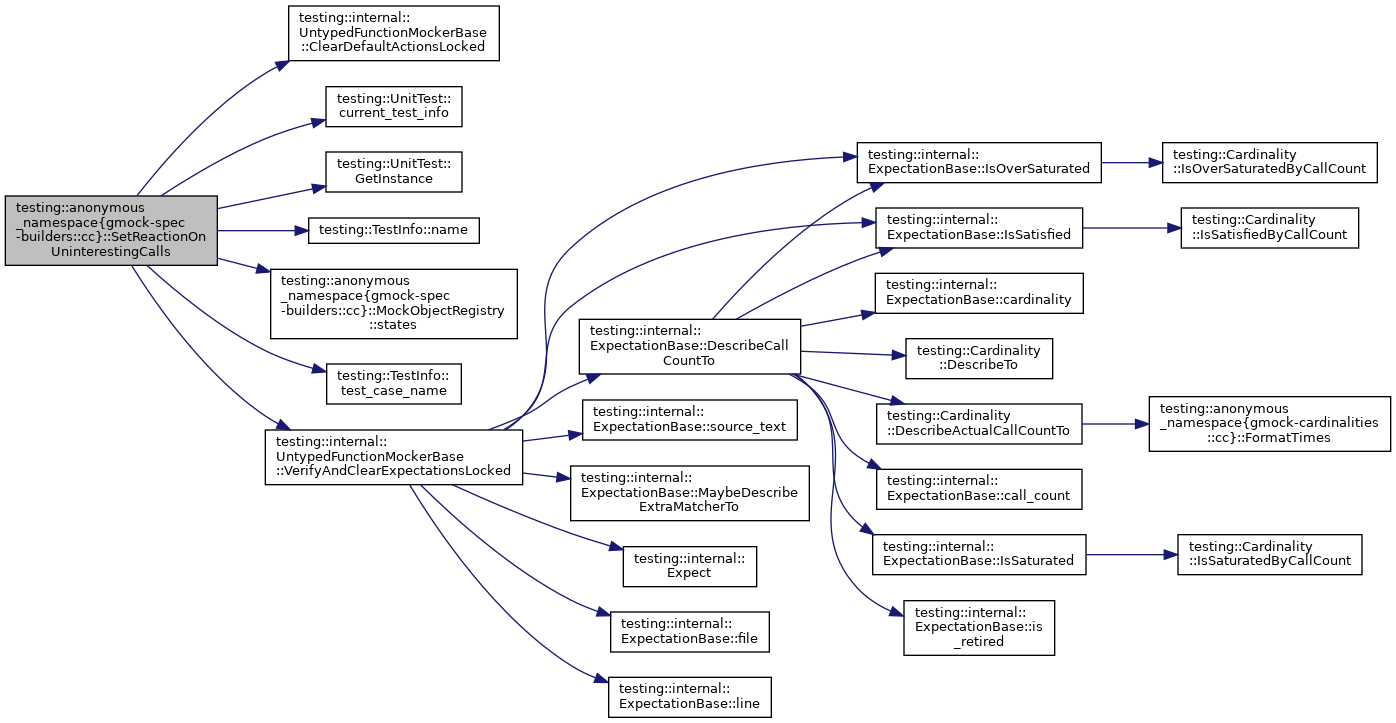 testing::internal::
UntypedFunctionMockerBase
::ClearDefaultActionsLocked
testing::UnitTest::
current_test_info
testing::UnitTest::
GetInstance
testing::TestInfo::name
testing::anonymous
_namespace{gmock-spec
-builders::cc}::SetReactionOn
UninterestingCalls
testing::anonymous
_namespace{gmock-spec
-builders::cc}::MockObjectRegistry
::states
testing::TestInfo::
test_case_name
testing::internal::
UntypedFunctionMockerBase
::VerifyAndClearExpectationsLocked
testing::internal::
ExpectationBase::DescribeCall
CountTo
testing::internal::
ExpectationBase::source_text
testing::internal::
ExpectationBase::MaybeDescribe
ExtraMatcherTo
testing::internal::
Expect
testing::internal::
ExpectationBase::file
testing::internal::
ExpectationBase::line
testing::internal::
ExpectationBase::IsOverSaturated
testing::internal::
ExpectationBase::IsSatisfied
testing::internal::
ExpectationBase::cardinality
testing::Cardinality
::DescribeTo
testing::Cardinality
::DescribeActualCallCountTo
testing::internal::
ExpectationBase::call_count
testing::internal::
ExpectationBase::IsSaturated
testing::internal::
ExpectationBase::is
_retired
testing::Cardinality
::IsOverSaturatedByCallCount
testing::Cardinality
::IsSatisfiedByCallCount
testing::anonymous
_namespace{gmock-cardinalities
::cc}::FormatTimes
testing::Cardinality
::IsSaturatedByCallCount